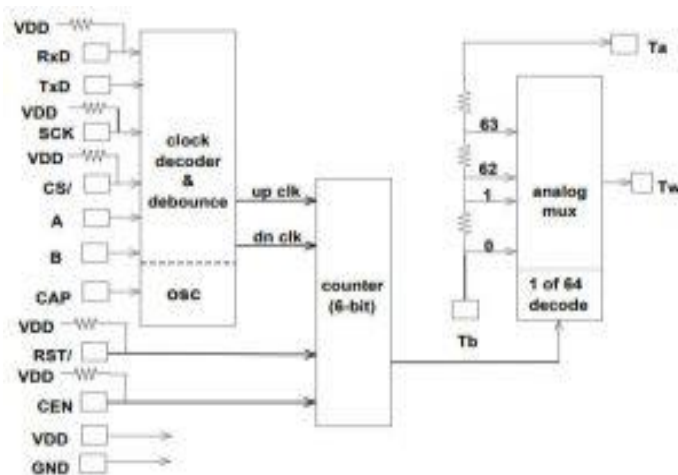 VDD
RxD
TxD
VDD
SCK
VDD
CS/
A
B
CAP
VDD
RST/
VDD
CEN
VDD
GND
clock
decoder
&
debounce
osc
up clk
dn clk
counter
(6-bit)
Ta
63
62
1
0
Tb
analog
mux
1 of 64
decode
Tw